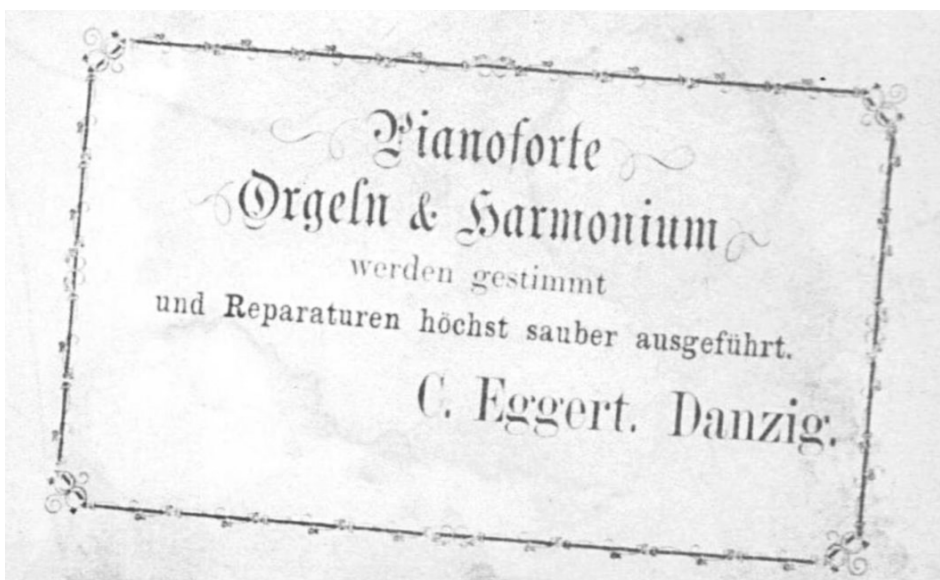 Pianoforte
Orgeln & Harmonium
werden gestimmt
und Reparaturen höchst sauber ausgeführt.
C. Eggert. Danzig.